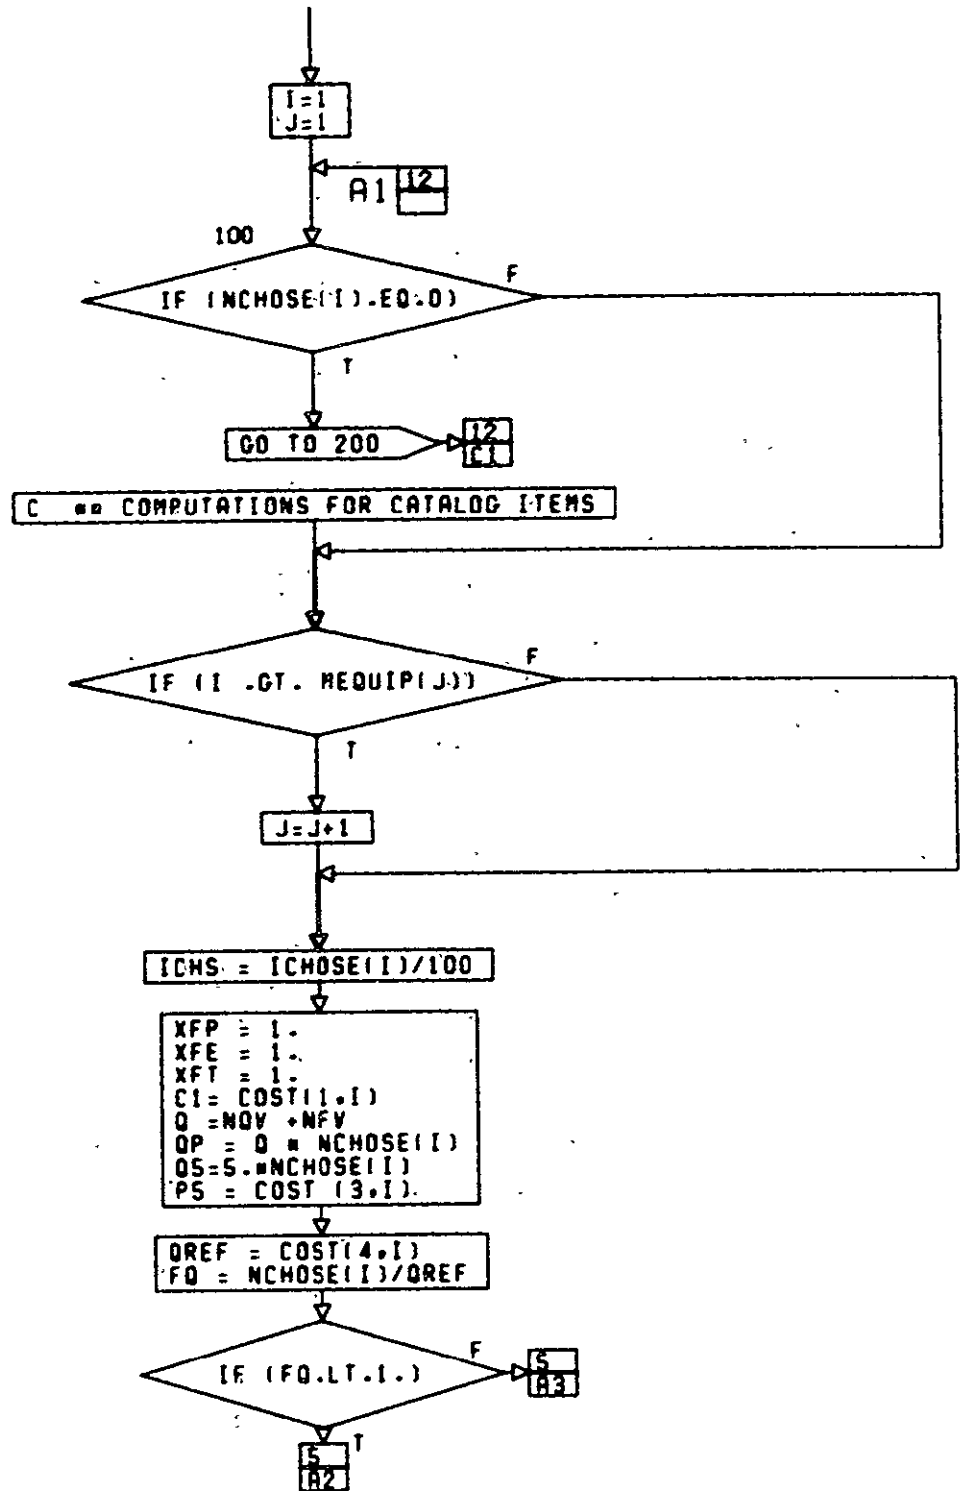 I=1
J=1
A1
12
100
IF (NCHOSE(I).EQ.0)
F
T
GO TO 200
12
C1
C ** COMPUTATIONS FOR CATALOG ITEMS
IF (I .GT. MEQUIP(J))
F
T
J=J+1
ICHS = ICHOSE(I)/100
XFP = 1.
XFE = 1.
XFT = 1.
C1= COST(1,I)
Q =NQV +NFV
QP = Q * NCHOSE(I)
QS=5.*NCHOSE(I)
PS = COST (3,I)
QREF = COST(4,I)
FQ = NCHOSE(I)/QREF
IF (FQ.LT.1.)
F
5
A3
T
5
A2